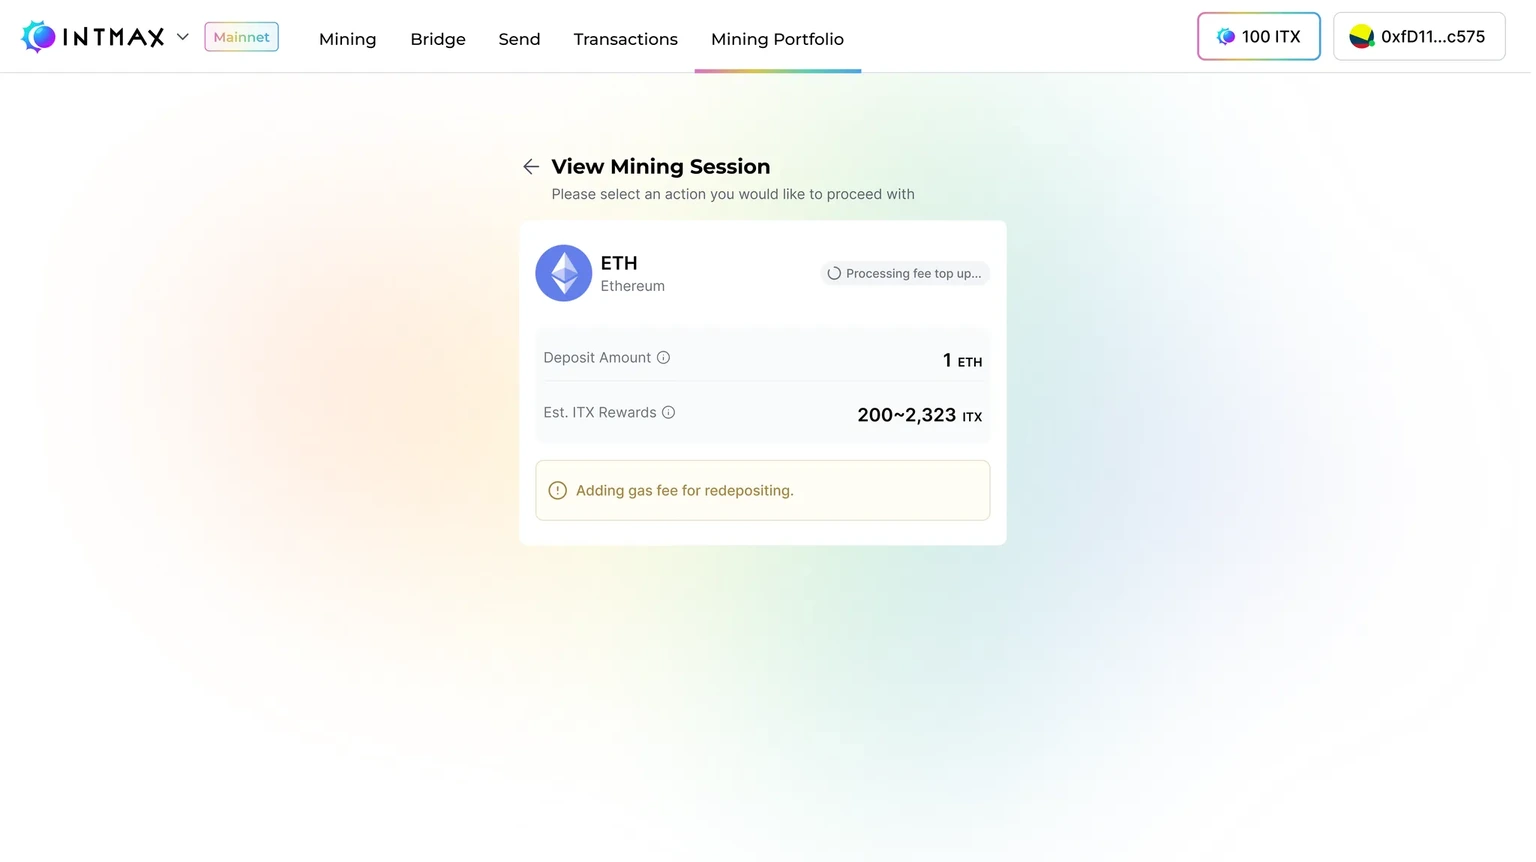 INTMAX
Mainnet
Mining
Bridge
Send
Transactions
Mining Portfolio
100 ITX
0xfD11...c575
View Mining Session
Please select an action you would like to proceed with
ETH
Ethereum
Processing fee top up...
Deposit Amount
1 ETH
Est. ITX Rewards
200~2,323 ITX
Adding gas fee for redepositing.